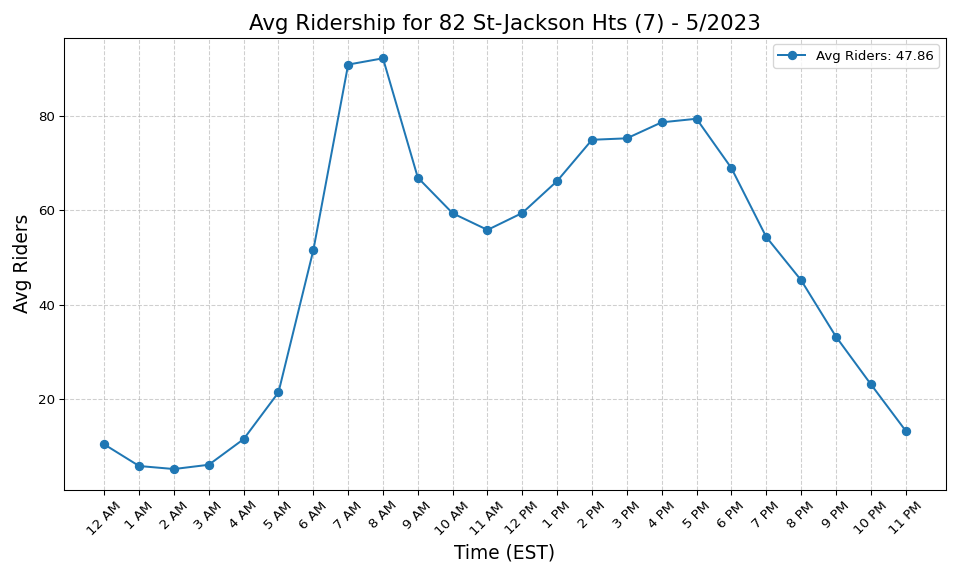 Avg Ridership for 82 St-Jackson Hts (7) - 5/2023
Avg Riders: 47.86
Avg Riders
80
60
40
20
12 AM
1 AM
2 AM
3 AM
4 AM
5 AM
6 AM
7 AM
8 AM
9 AM
10 AM
11 AM
12 PM
1 PM
2 PM
3 PM
4 PM
5 PM
6 PM
7 PM
8 PM
9 PM
10 PM
11 PM
Time (EST)